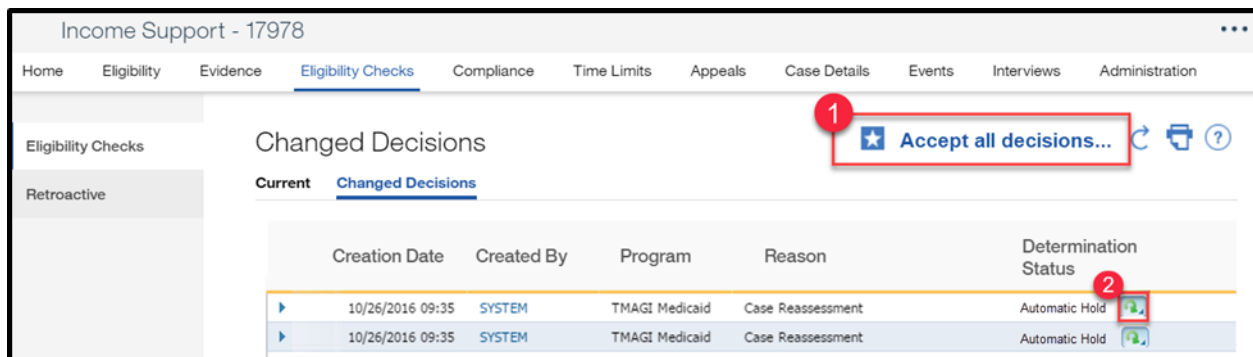 Income Support - 17978
Home Eligibility Evidence Eligibility Checks Compliance Time Limits Appeals Case Details Events Interviews Administration
1
Eligibility Checks
Changed Decisions
Accept all decisions...
?
Retroactive
Current Changed Decisions
Creation Date Created By Program Reason Determination
Status
2
10/26/2016 09:35 SYSTEM TMAGI Medicaid Case Reassessment Automatic Hold
10/26/2016 09:35 SYSTEM TMAGI Medicaid Case Reassessment Automatic Hold